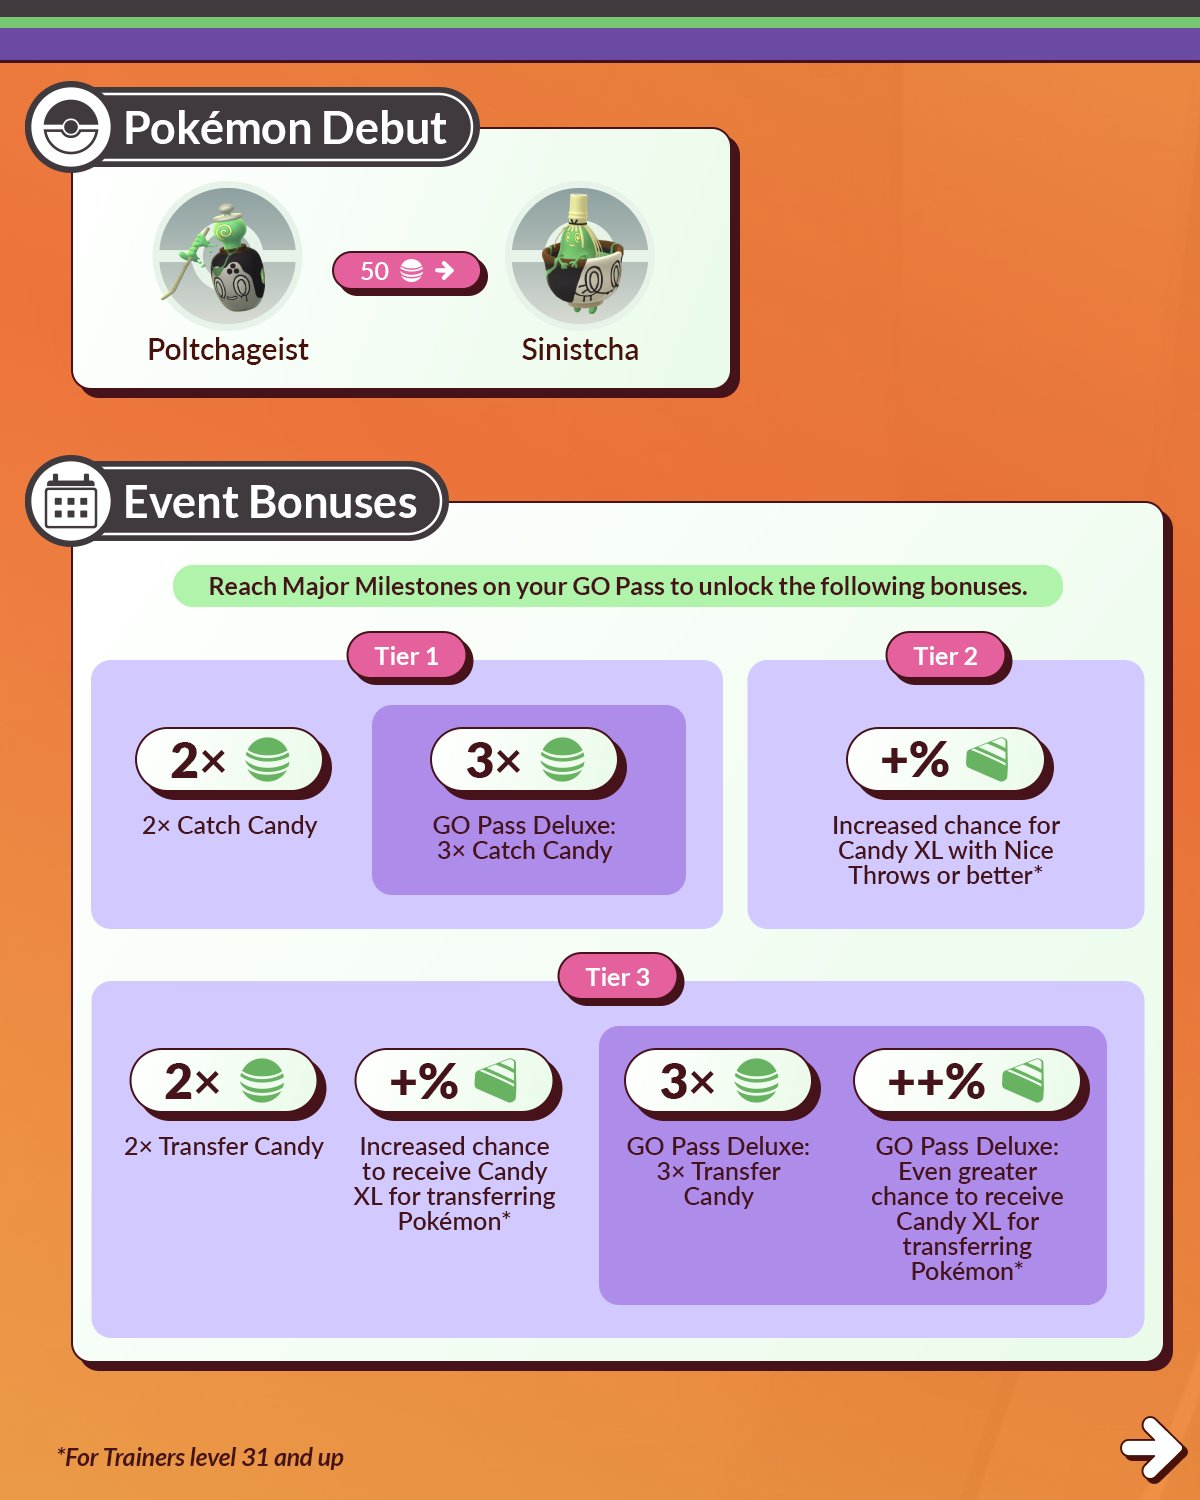 Pokémon Debut
50
Poltchageist
Sinistcha
Event Bonuses
Reach Major Milestones on your GO Pass to unlock the following bonuses.
Tier 1
2×
2× Catch Candy
3×
GO Pass Deluxe:
3× Catch Candy
Tier 2
+%
Increased chance for
Candy XL with Nice
Throws or better*
Tier 3
2×
2× Transfer Candy
+%
Increased chance
to receive Candy
XL for transferring
Pokémon*
3×
GO Pass Deluxe:
3× Transfer
Candy
++%
GO Pass Deluxe:
Even greater
chance to receive
Candy XL for
transferring
Pokémon*
*For Trainers level 31 and up